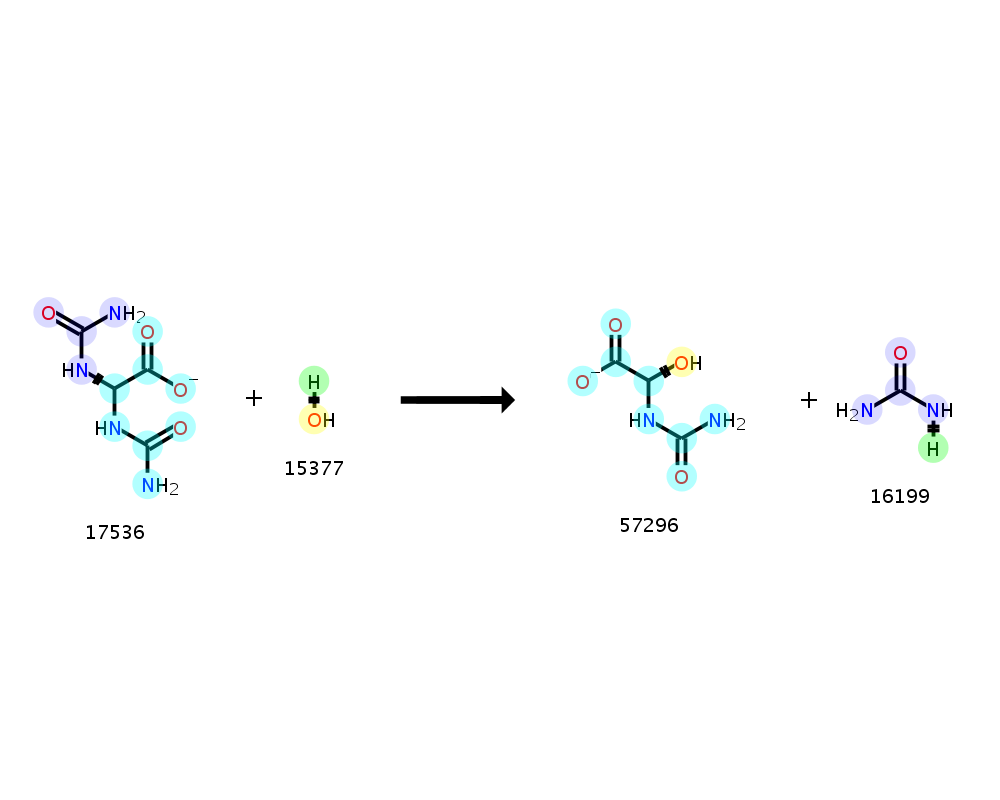 O NH2
O
HN
O−
HN O
NH2
17536
+
H
OH
15377
O
OH
O−
HN NH2
O
57296
+
O
H2N NH
H
16199